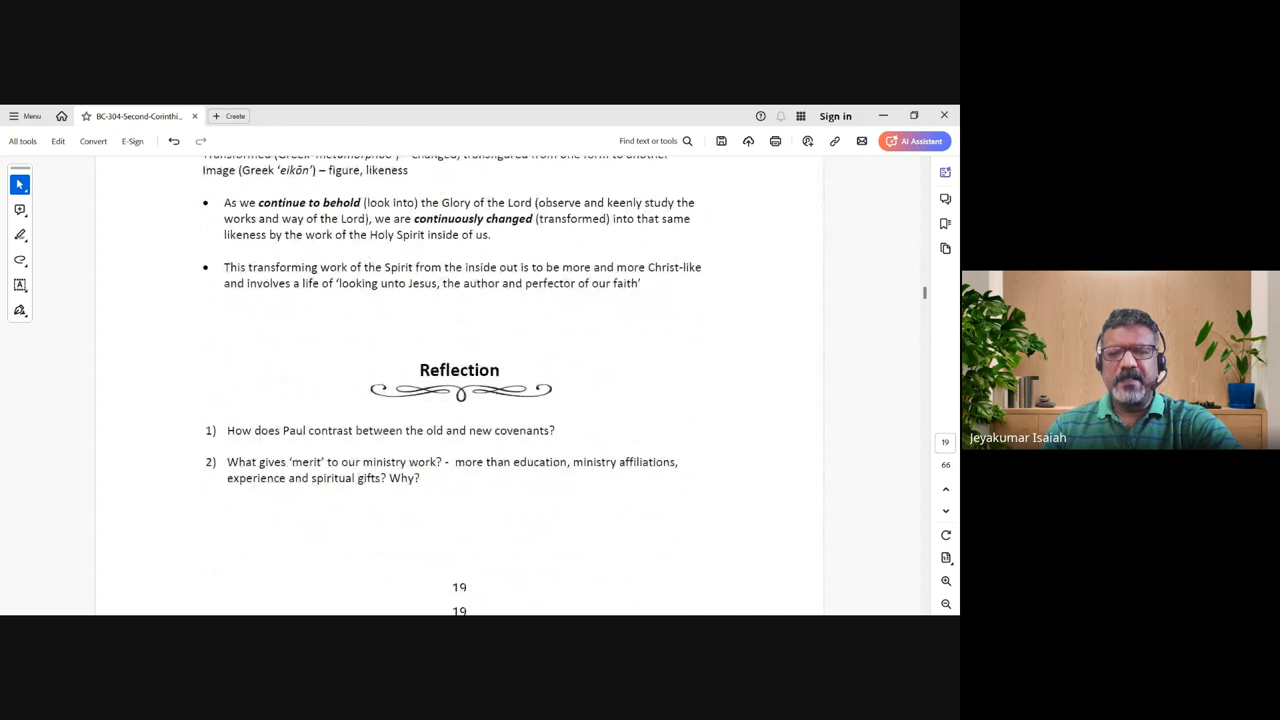 Menu
BC-304-Second-Corinthi...
Create
Sign in
All tools Edit Convert E-Sign
Find text or tools
AI Assistant
Image (Greek ‘eikōn’) – figure, likeness
• As we continue to behold (look into) the Glory of the Lord (observe and keenly study the
works and way of the Lord), we are continuously changed (transformed) into that same
likeness by the work of the Holy Spirit inside of us.
• This transforming work of the Spirit from the inside out is to be more and more Christ-like
and involves a life of ‘looking unto Jesus, the author and perfector of our faith’
Reflection
1) How does Paul contrast between the old and new covenants?
2) What gives ‘merit’ to our ministry work? - more than education, ministry affiliations,
experience and spiritual gifts? Why?
19
19
19
66
Jeyakumar Isaiah